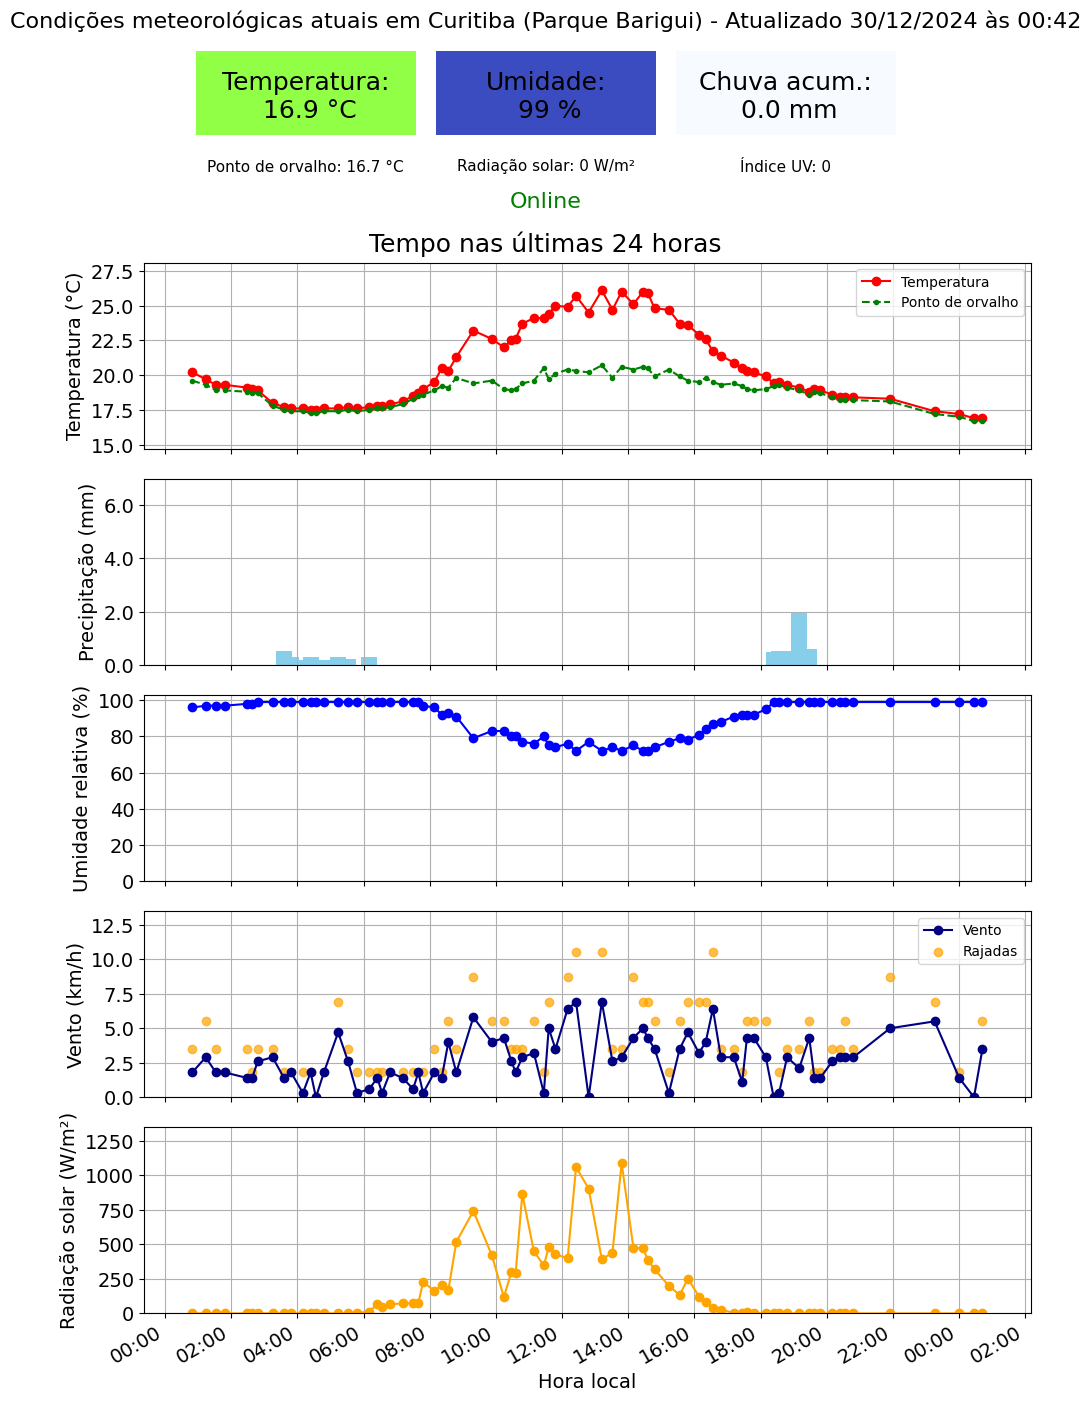 Condições meteorológicas atuais em Curitiba (Parque Barigui) - Atualizado 30/12/2024 às 00:42
Temperatura:
16.9 °C
Umidade:
99 %
Chuva acum.:
0.0 mm
Ponto de orvalho: 16.7 °C
Radiação solar: 0 W/m²
Índice UV: 0
Online
Tempo nas últimas 24 horas
Temperatura (°C)
27.5
25.0
22.5
20.0
17.5
15.0
Temperatura
Ponto de orvalho
Precipitação (mm)
6.0
4.0
2.0
0.0
Umidade relativa (%)
100
80
60
40
20
0
Vento (km/h)
12.5
10.0
7.5
5.0
2.5
0.0
Vento
Rajadas
Radiação solar (W/m²)
1250
1000
750
500
250
0
00:00
02:00
04:00
06:00
08:00
10:00
12:00
14:00
16:00
18:00
20:00
22:00
00:00
02:00
Hora local